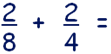 2/8 + 2/4 =